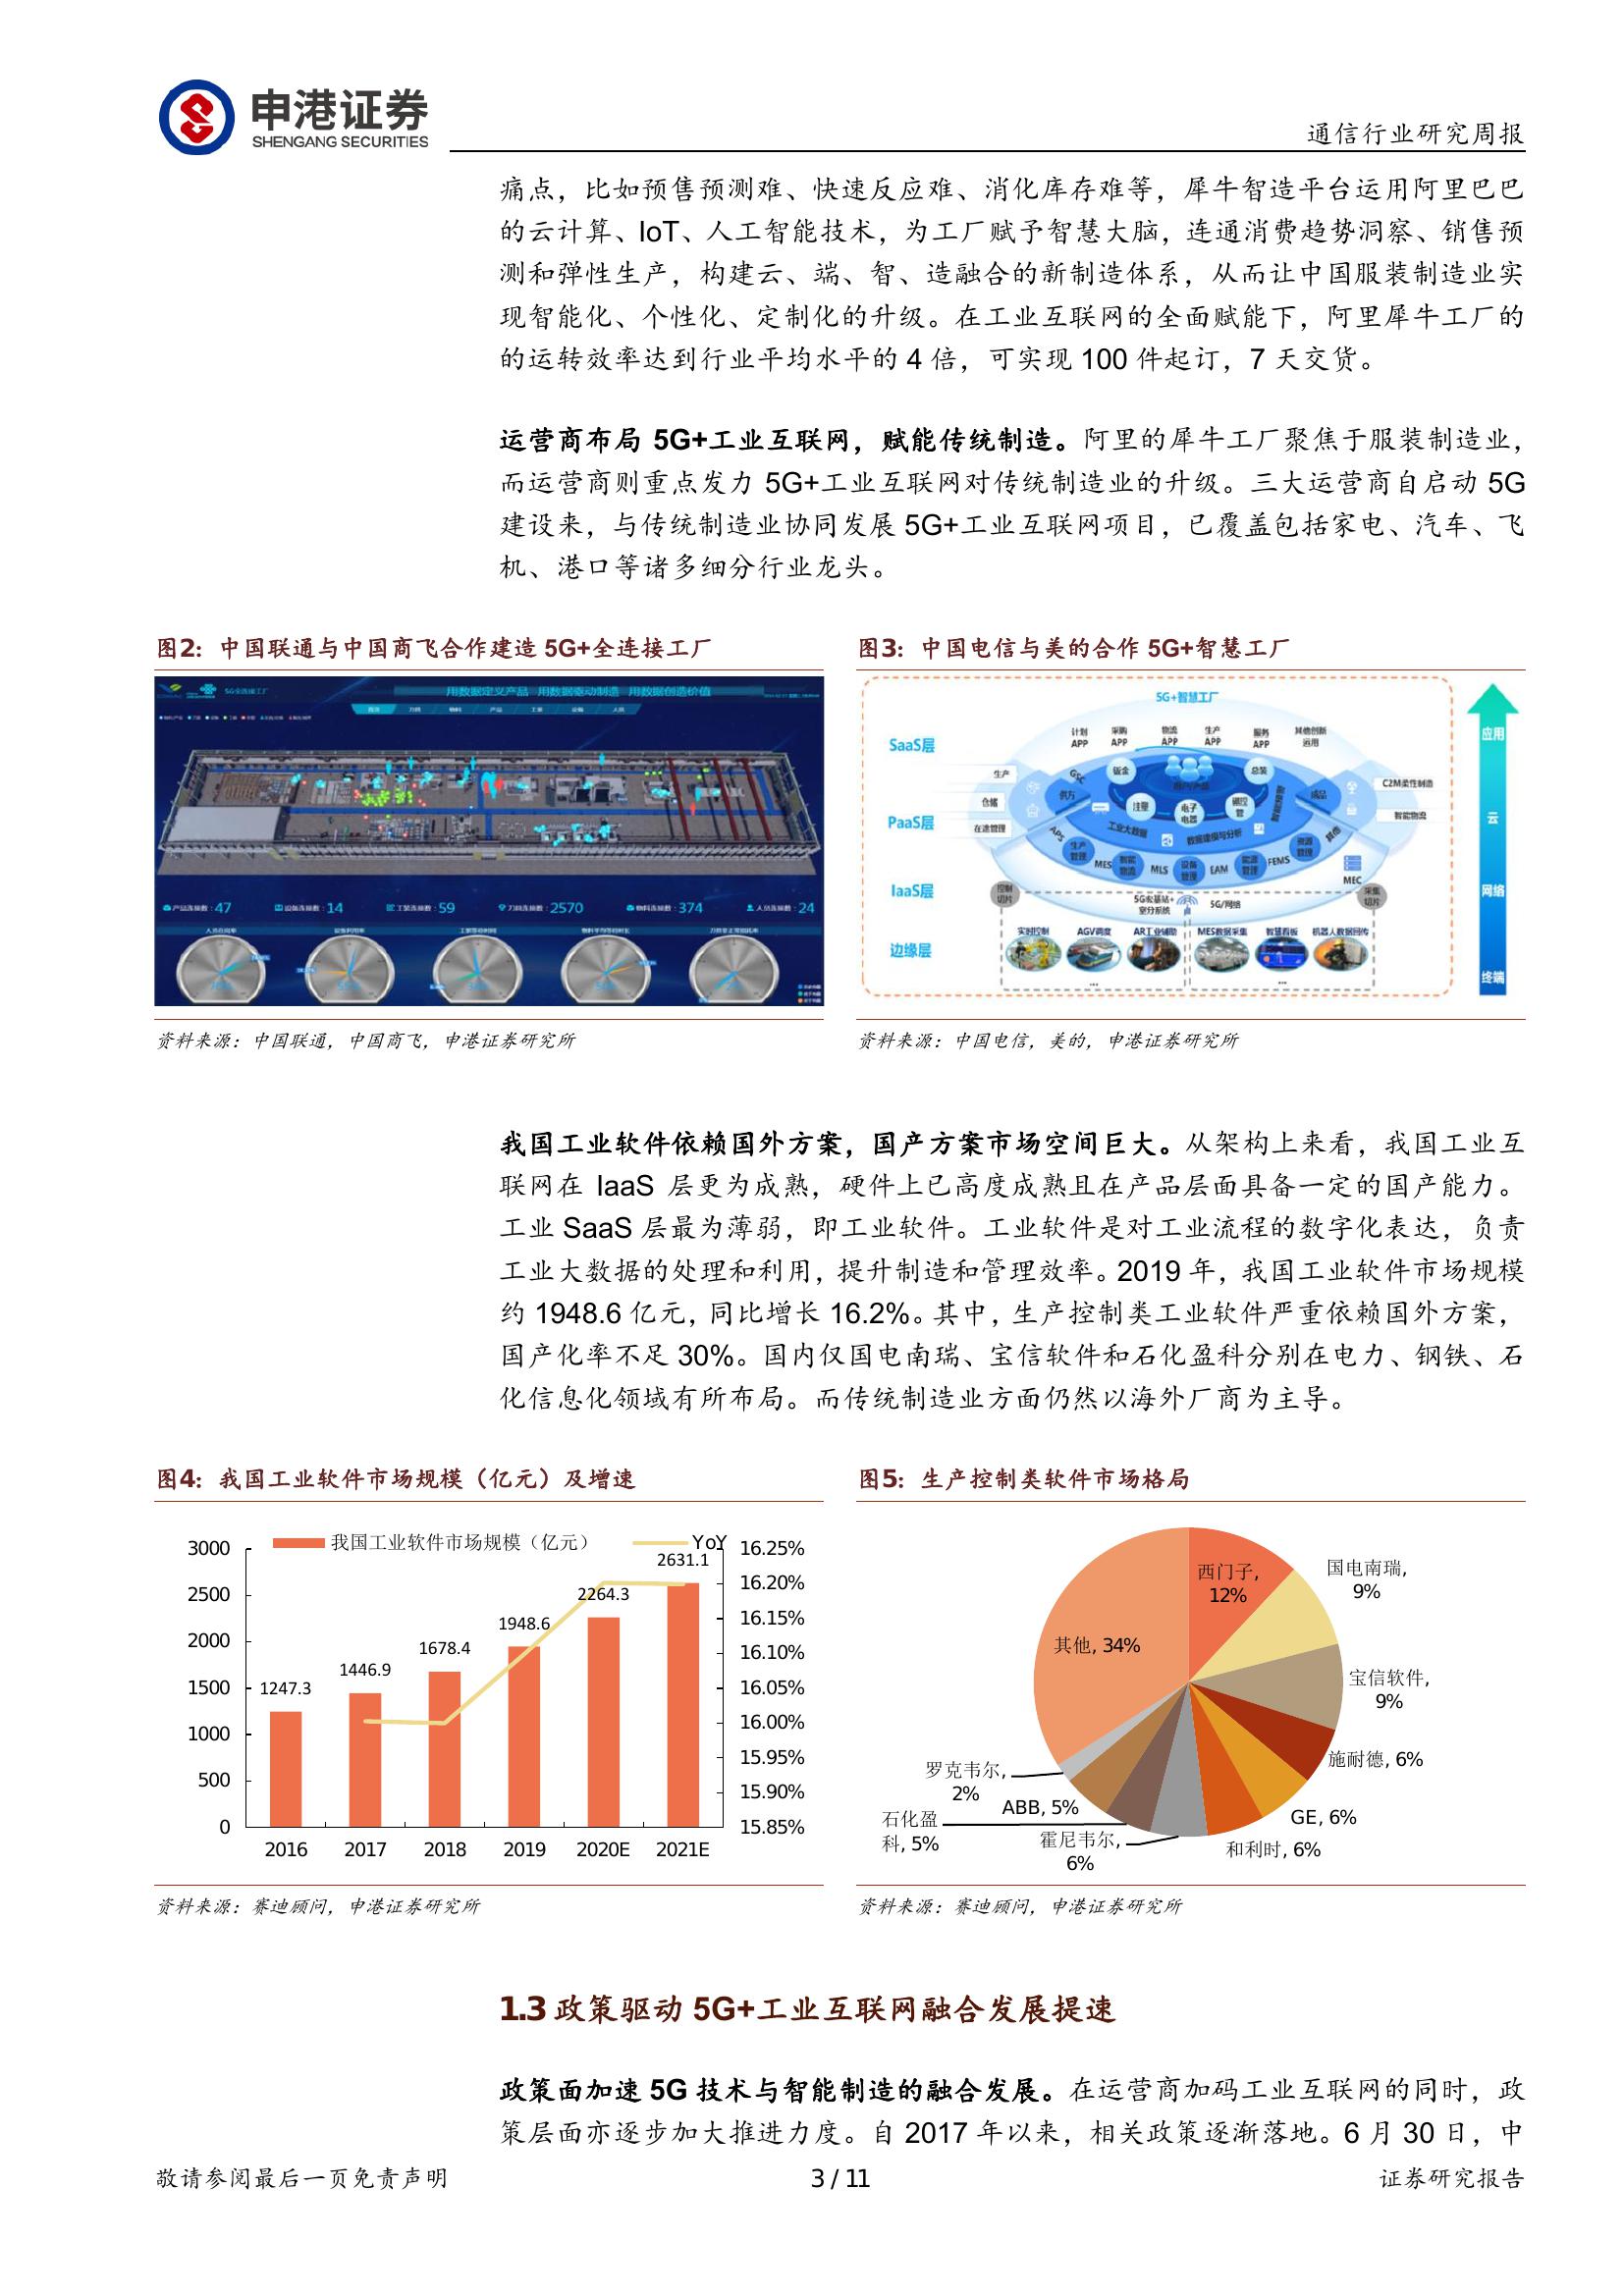 申港证券
SHENGANG SECURITIES
通信行业研究周报
痛点，比如预售预测难、快速反应难、消化库存难等，犀牛智造平台运用阿里巴巴
的云计算、IoT、人工智能技术，为工厂赋予智慧大脑，连通消费趋势洞察、销售预
测和弹性生产，构建云、端、智、造融合的新制造体系，从而让中国服装制造业实
现智能化、个性化、定制化的升级。在工业互联网的全面赋能下，阿里犀牛工厂的
的运转效率达到行业平均水平的 4 倍，可实现 100 件起订，7 天交货。
运营商布局 5G+工业互联网，赋能传统制造。阿里的犀牛工厂聚焦于服装制造业，
而运营商则重点发力 5G+工业互联网对传统制造业的升级。三大运营商自启动 5G
建设来，与传统制造业协同发展 5G+工业互联网项目，已覆盖包括家电、汽车、飞
机、港口等诸多细分行业龙头。
图2：中国联通与中国商飞合作建造 5G+全连接工厂
5G全连接工厂
用数据定义产品 用数据驱动制造 用数据创造价值
产品连接数：47
设备连接数：14
工装连接数：59
刀具连接数：2570
物料连接数：374
人员连接数：24
资料来源：中国联通，中国商飞，申港证券研究所
图3：中国电信与美的合作 5G+智慧工厂
5G+智慧工厂
SaaS层
计划
APP
采购
APP
物流
APP
生产
APP
服务
APP
其他创新
运用
生产
仓储
在途管理
钣金
总装
供方
成品
注塑
电子
电器
C2M柔性制造
智能物流
PaaS层
工业大数据
数据建模与分析
APS
生产
管理
MES
智能
物流
MLS
设备
管理
EAM
能源
管理
FEMS
资源
管理
MEC
IaaS层
控制
切片
5G宏基站+
室分系统
5G/网络
采集
切片
边缘层
实时控制
AGV调度
AR工业辅助
MES数据采集
智慧看板
机器人数据回传
...
...
应用
云
网络
终端
资料来源：中国电信，美的，申港证券研究所
我国工业软件依赖国外方案，国产方案市场空间巨大。从架构上来看，我国工业互
联网在 IaaS 层更为成熟，硬件上已高度成熟且在产品层面具备一定的国产能力。
工业 SaaS 层最为薄弱，即工业软件。工业软件是对工业流程的数字化表达，负责
工业大数据的处理和利用，提升制造和管理效率。2019 年，我国工业软件市场规模
约 1948.6 亿元，同比增长 16.2%。其中，生产控制类工业软件严重依赖国外方案，
国产化率不足 30%。国内仅国电南瑞、宝信软件和石化盈科分别在电力、钢铁、石
化信息化领域有所布局。而传统制造业方面仍然以海外厂商为主导。
图4：我国工业软件市场规模（亿元）及增速
我国工业软件市场规模（亿元）
YoY
3000
2500
2000
1500
1000
500
0
1247.3
1446.9
1678.4
1948.6
2264.3
2631.1
16.25%
16.20%
16.15%
16.10%
16.05%
16.00%
15.95%
15.90%
15.85%
2016 2017 2018 2019 2020E 2021E
资料来源：赛迪顾问，申港证券研究所
图5：生产控制类软件市场格局
西门子,
12%
国电南瑞,
9%
宝信软件,
9%
施耐德, 6%
GE, 6%
和利时, 6%
霍尼韦尔,
6%
石化盈
科, 5%
ABB, 5%
罗克韦尔,
2%
其他, 34%
资料来源：赛迪顾问，申港证券研究所
1.3 政策驱动 5G+工业互联网融合发展提速
政策面加速 5G 技术与智能制造的融合发展。在运营商加码工业互联网的同时，政
策层面亦逐步加大推进力度。自 2017 年以来，相关政策逐渐落地。6 月 30 日，中
敬请参阅最后一页免责声明
3 / 11
证券研究报告